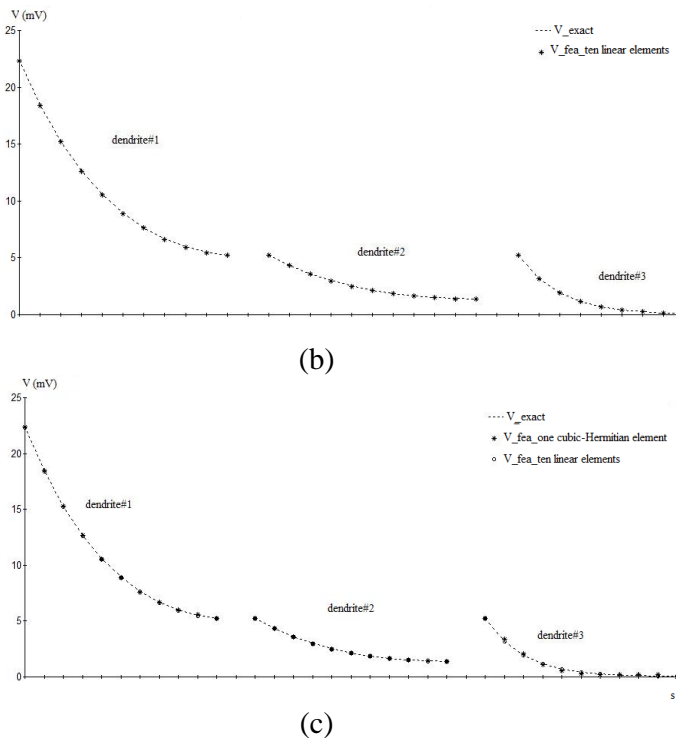 V (mV)
25
20
15
10
5
0
V_exact
V_fea_ten linear elements
dendrite#1
dendrite#2
dendrite#3
(b)
V (mV)
25
20
15
10
5
0
V_exact
V_fea_one cubic-Hermitian element
V_fea_ten linear elements
dendrite#1
dendrite#2
dendrite#3
s
(c)